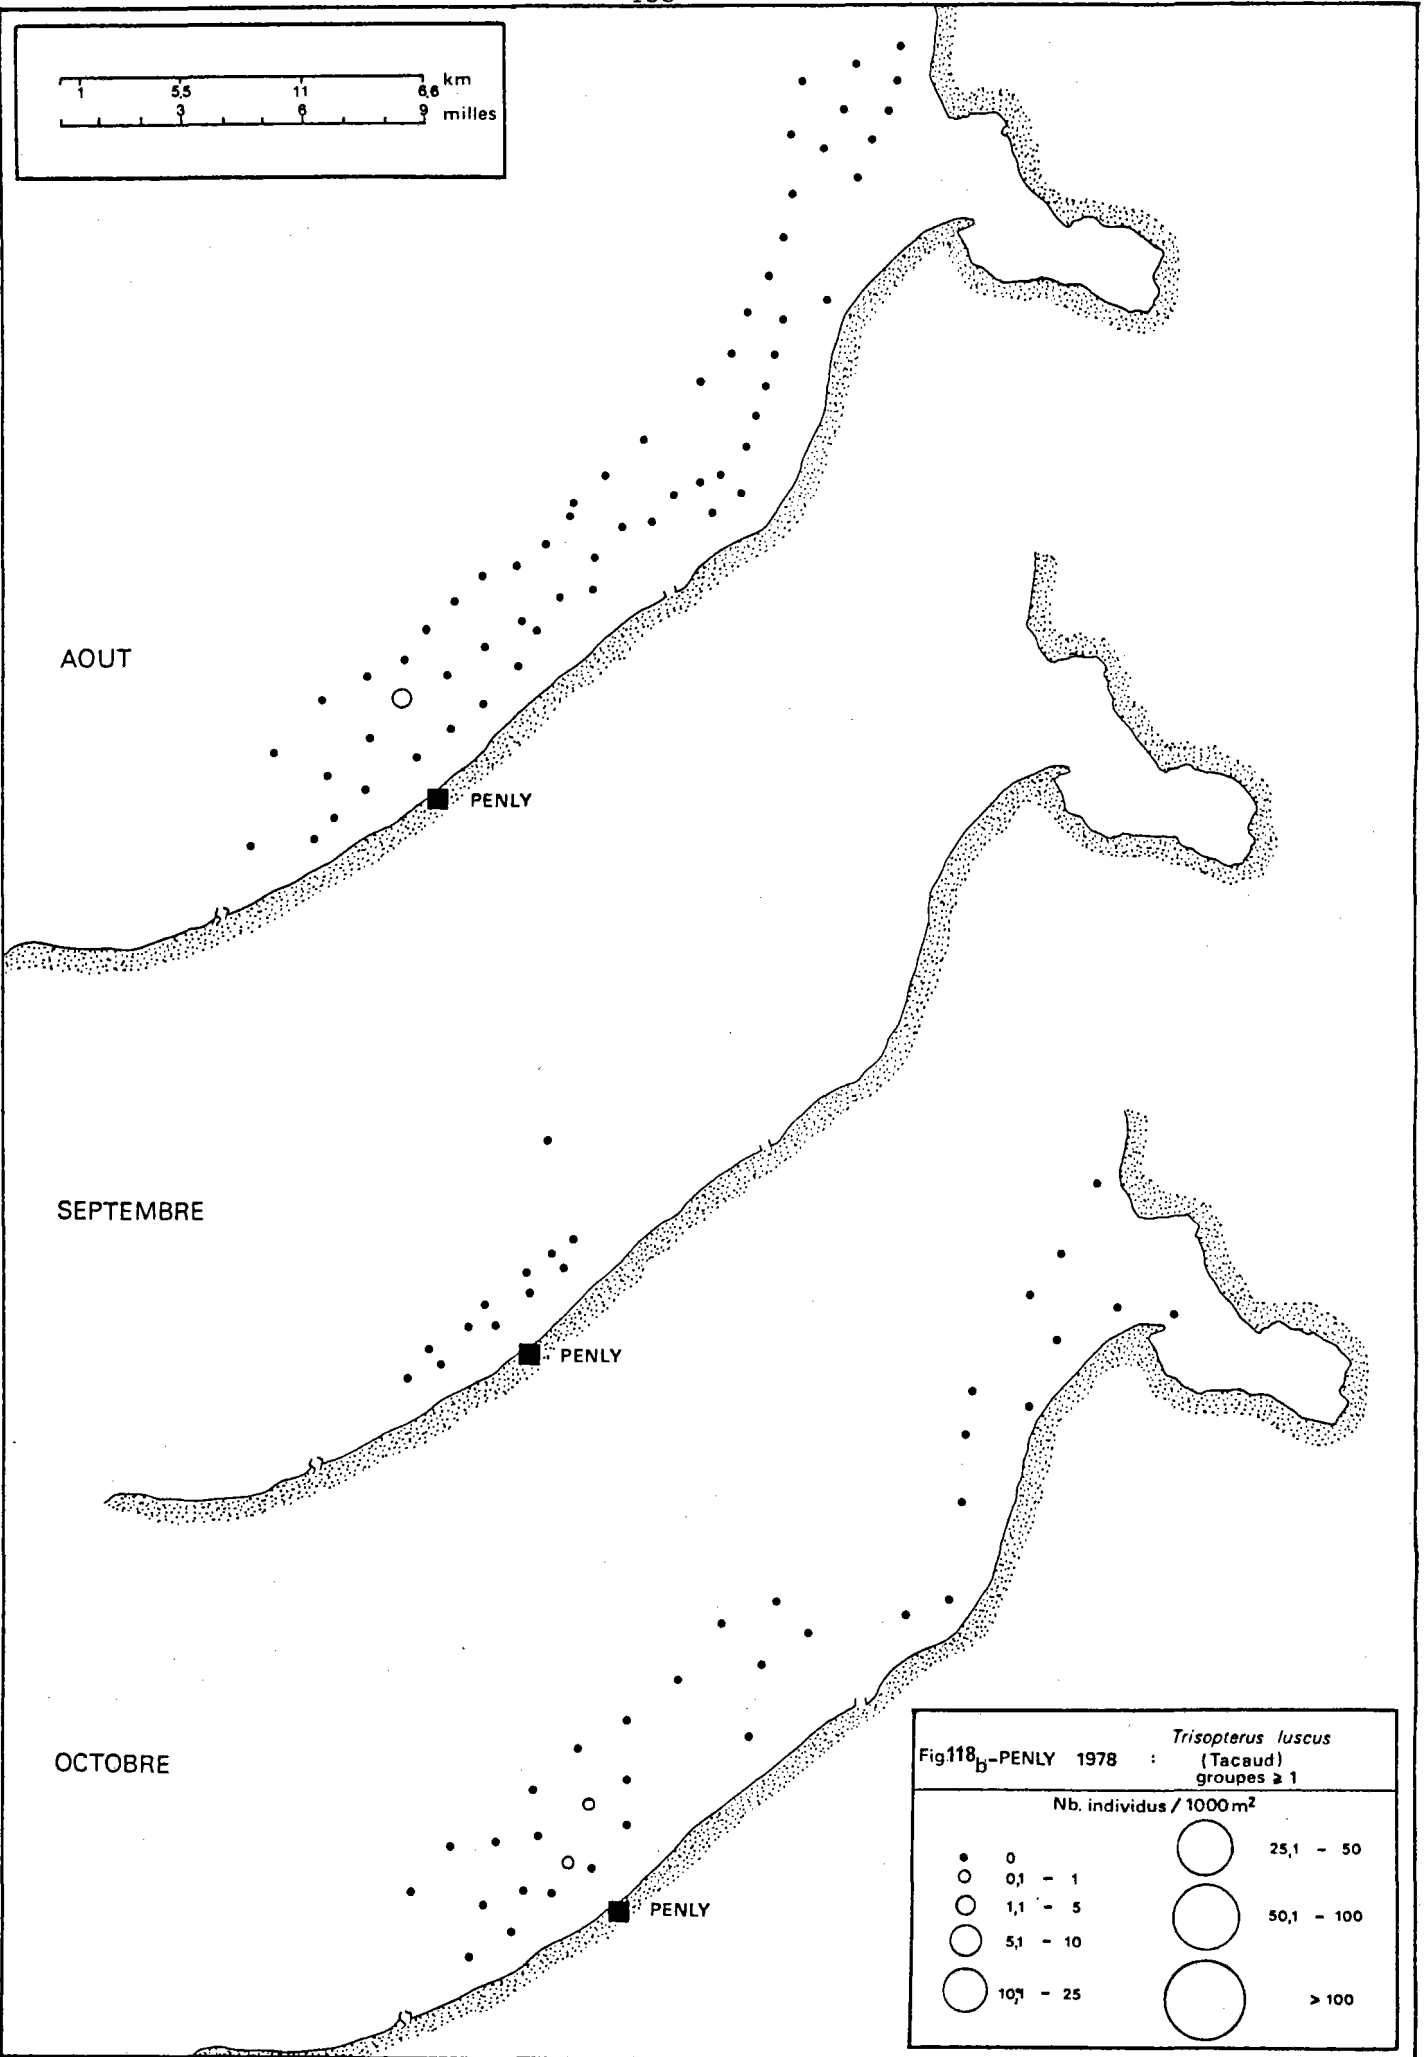 km
1 5,5 11 6,6
3 6 9
milles
AOUT
PENLY
SEPTEMBRE
PENLY
OCTOBRE
PENLY
Fig.118b-PENLY 1978 : Trisopterus luscus
(Tacaud)
groupes ⩾ 1
Nb. individus / 1000 m²
0
0,1 - 1
1,1 - 5
5,1 - 10
10,1 - 25
25,1 - 50
50,1 - 100
> 100